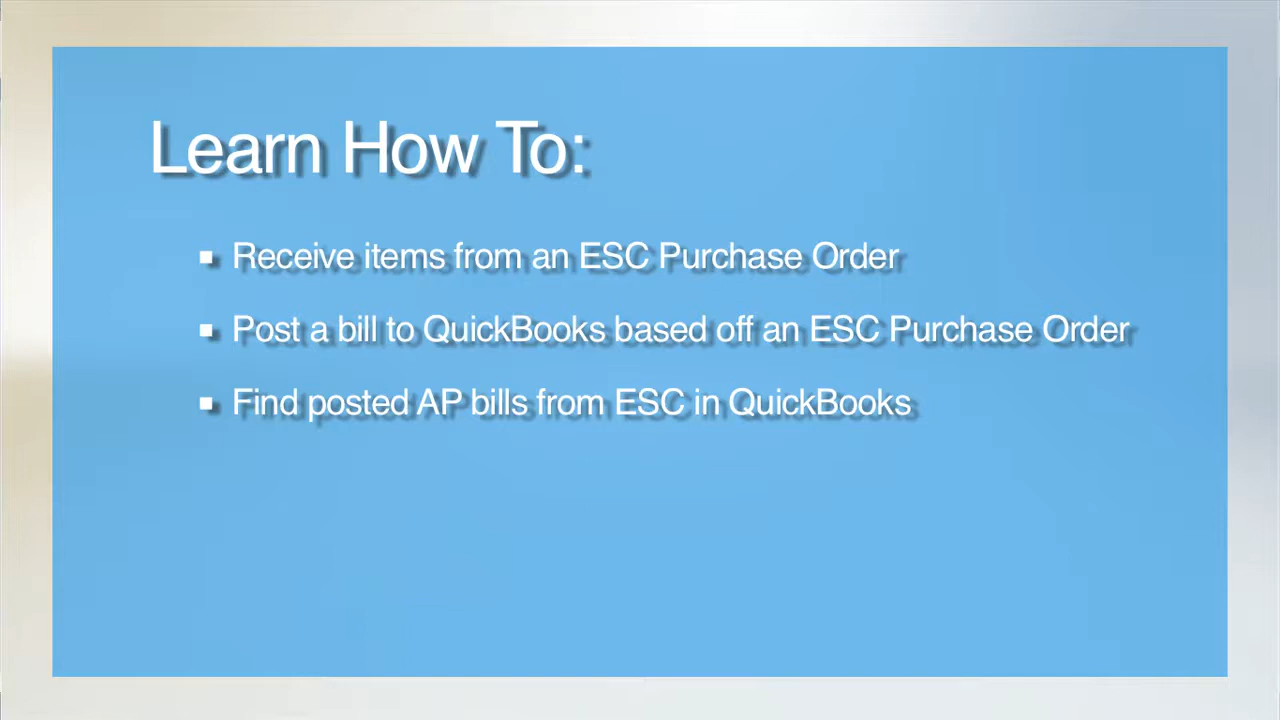 Learn How To:
Receive items from an ESC Purchase Order
Post a bill to QuickBooks based off an ESC Purchase Order
Find posted AP bills from ESC in QuickBooks